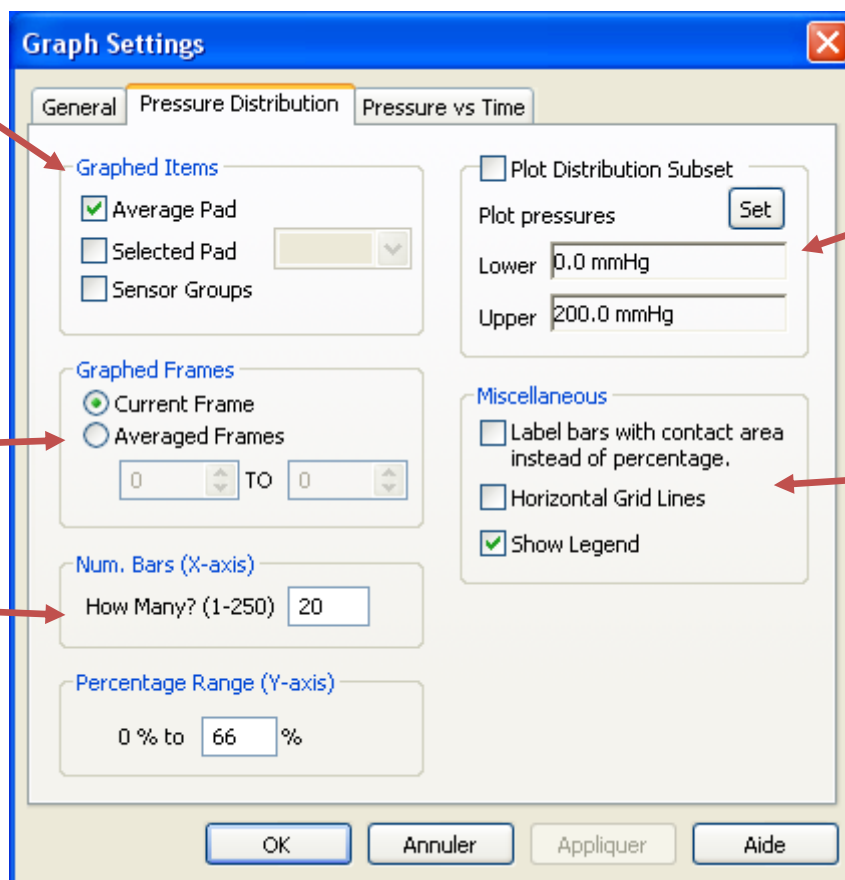 Graph Settings
General Pressure Distribution Pressure vs Time
Graphed Items
Average Pad
Selected Pad
Sensor Groups
Graphed Frames
Current Frame
Averaged Frames
0 TO 0
Num. Bars (X-axis)
How Many? (1-250) 20
Percentage Range (Y-axis)
0 % to 66 %
Plot Distribution Subset
Plot pressures Set
Lower 0.0 mmHg
Upper 200.0 mmHg
Miscellaneous
Label bars with contact area
instead of percentage.
Horizontal Grid Lines
Show Legend
OK Annuler Appliquer Aide